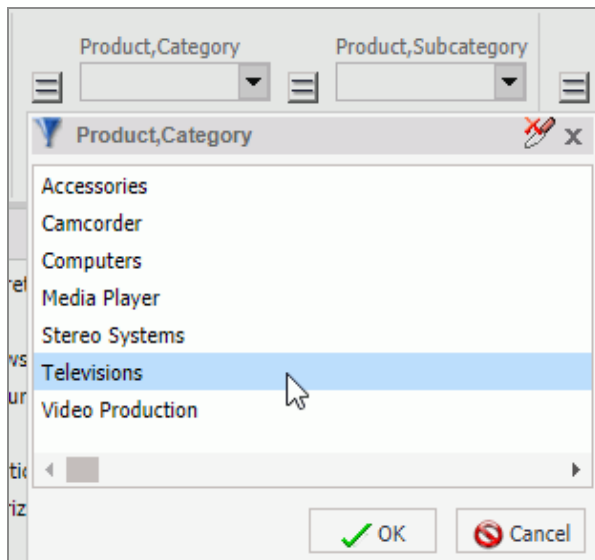 Product,Category Product,Subcategory
Product,Category
Accessories
Camcorder
Computers
Media Player
Stereo Systems
Televisions
Video Production
OK Cancel